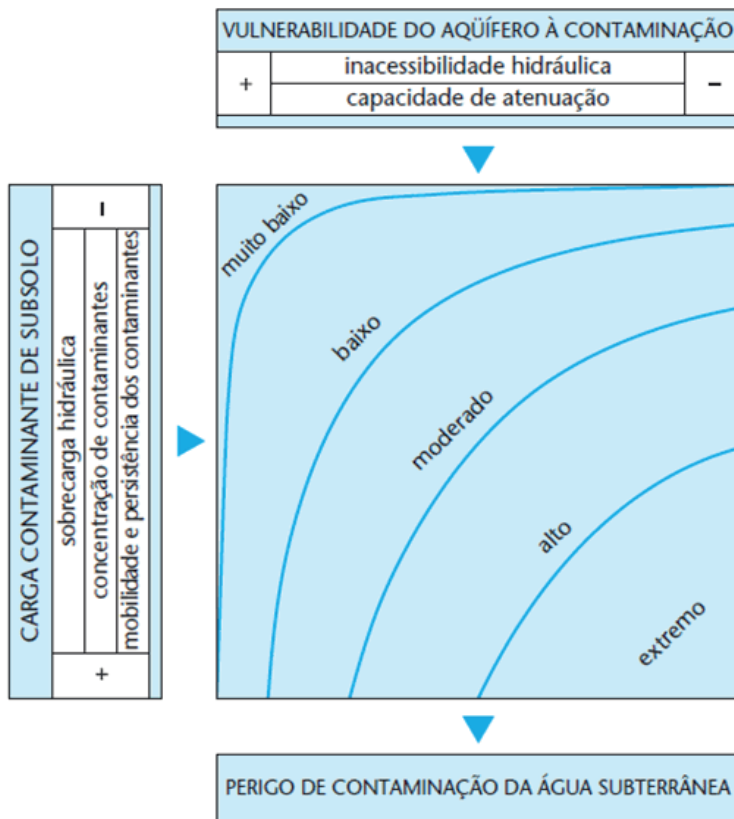 VULNERABILIDADE DO AQÜÍFERO À CONTAMINAÇÃO
+
inacessibilidade hidráulica
capacidade de atenuação
−
CARGA CONTAMINANTE DE SUBSOLO
−
sobrecarga hidráulica
concentração de contaminantes
mobilidade e persistência dos contaminantes
+
muito baixo
baixo
moderado
alto
extremo
PERIGO DE CONTAMINAÇÃO DA ÁGUA SUBTERRÂNEA